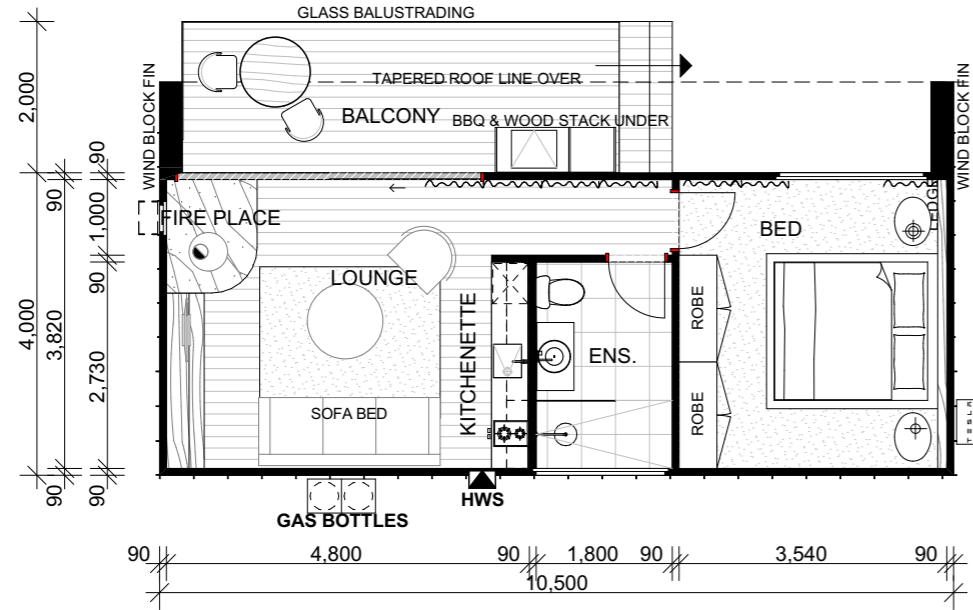 GLASS BALUSTRADING
WIND BLOCK FIN
WIND BLOCK FIN
TAPERED ROOF LINE OVER
BALCONY
BBQ & WOOD STACK UNDER
2,000
90
90
1,000
90
4,000
3,820
2,730
90
90
FIRE PLACE
LOUNGE
BED
LEDGE
KITCHENETTE
ENS.
ROBE
ROBE
SOFA BED
TESLA
HWS
GAS BOTTLES
90
4,800
90
1,800
90
3,540
90
10,500